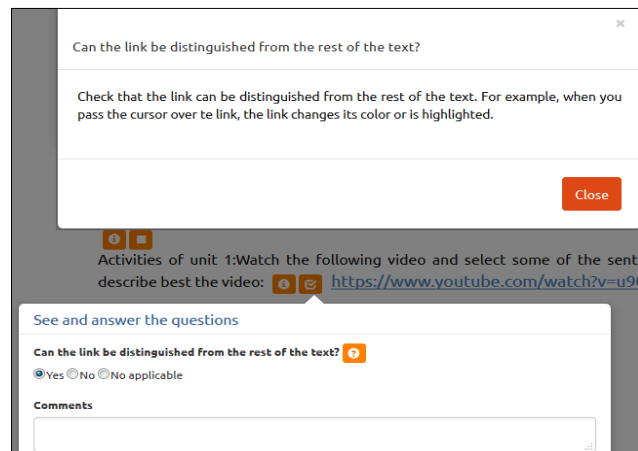 ×
Can the link be distinguished from the rest of the text?
Check that the link can be distinguished from the rest of the text. For example, when you
pass the cursor over te link, the link changes its color or is highlighted.
Close
Activities of unit 1:Watch the following video and select some of the sent
describe best the video: https://www.youtube.com/watch?v=u9
See and answer the questions
Can the link be distinguished from the rest of the text? ?
Yes No No applicable
Comments